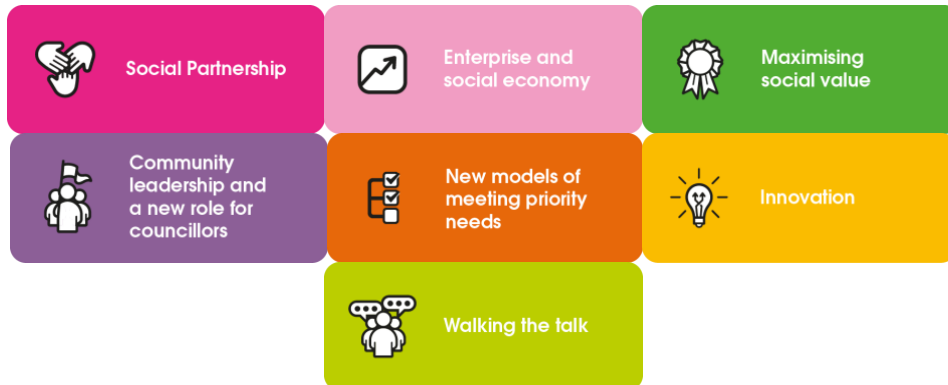 Social Partnership
Enterprise and
social economy
Maximising
social value
Community
leadership and
a new role for
councillors
New models of
meeting priority
needs
Innovation
Walking the talk